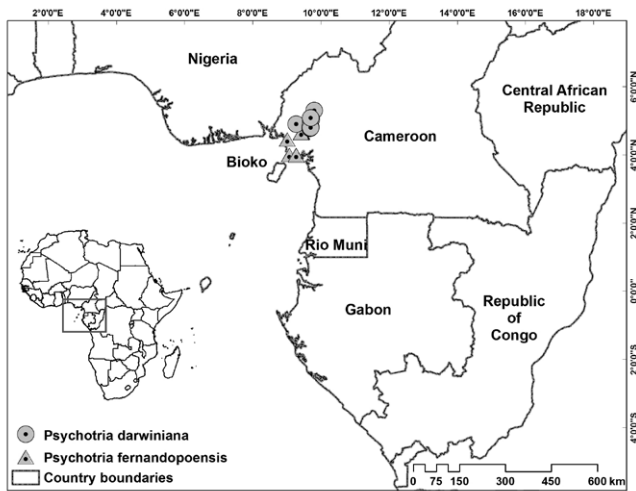 2°0'0"E 4°0'0"E 6°0'0"E 8°0'0"E 10°0'0"E 12°0'0"E 14°0'0"E 16°0'0"E 18°0'0"E
Nigeria
Central African
Republic
6°0'0"N
Cameroon
Bioko
4°0'0"N
2°0'0"N
Rio Muni
0°0'0"
Gabon
Republic
of
Congo
2°0'0"S
4°0'0"S
Psychotria darwiniana
Psychotria fernandopoensis
Country boundaries
0 75 150 300 450 600
km